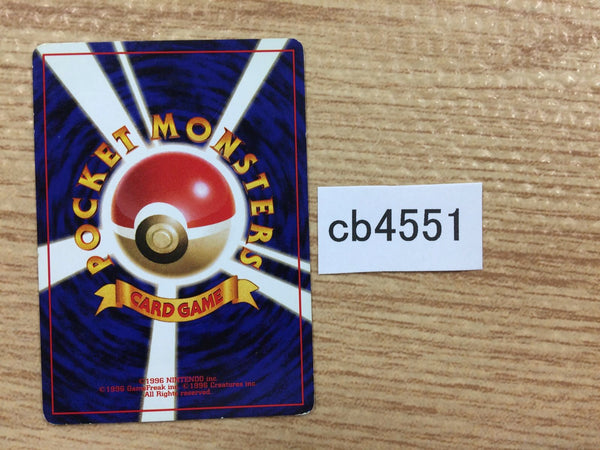 POCKET MONSTERS
CARD GAME
©1996 NINTENDO inc.
©1996 GameFreak inc. ©1996 Creatures inc.
All Rights reserved.
cb4551